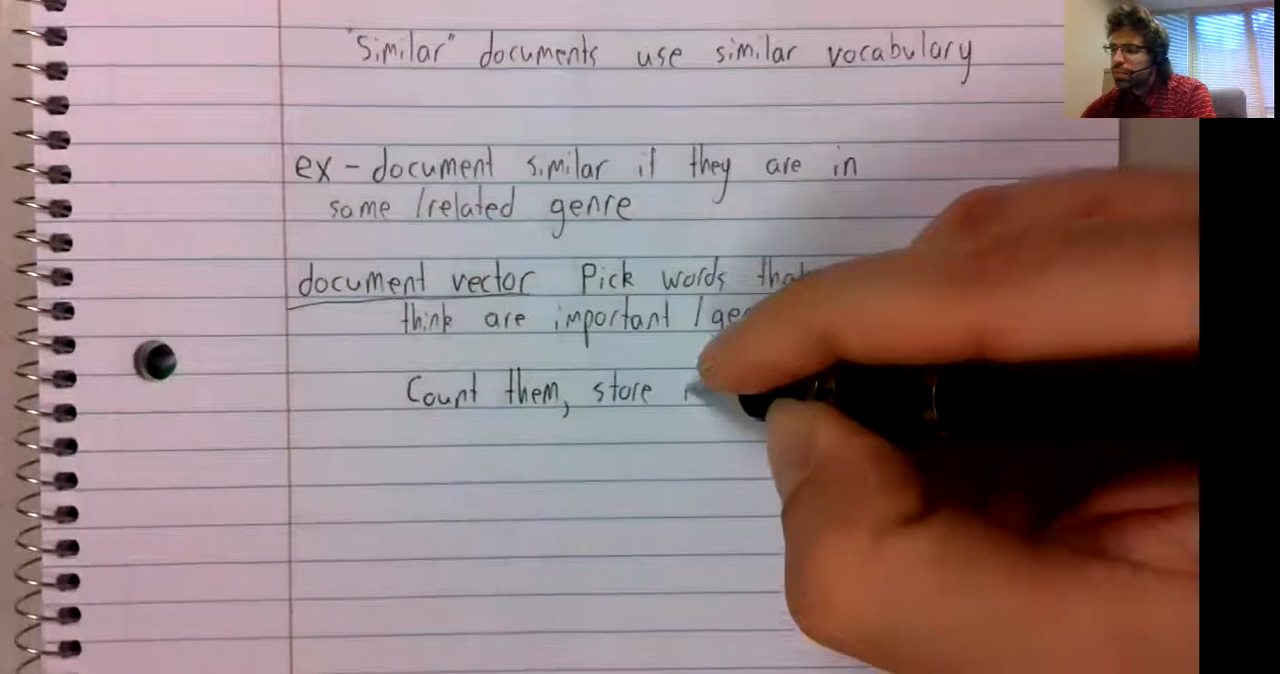 "Similar" documents use similar vocabulary
ex - document similar if they are in
same /related genre
document vector Pick words
think are important /
Count them, store